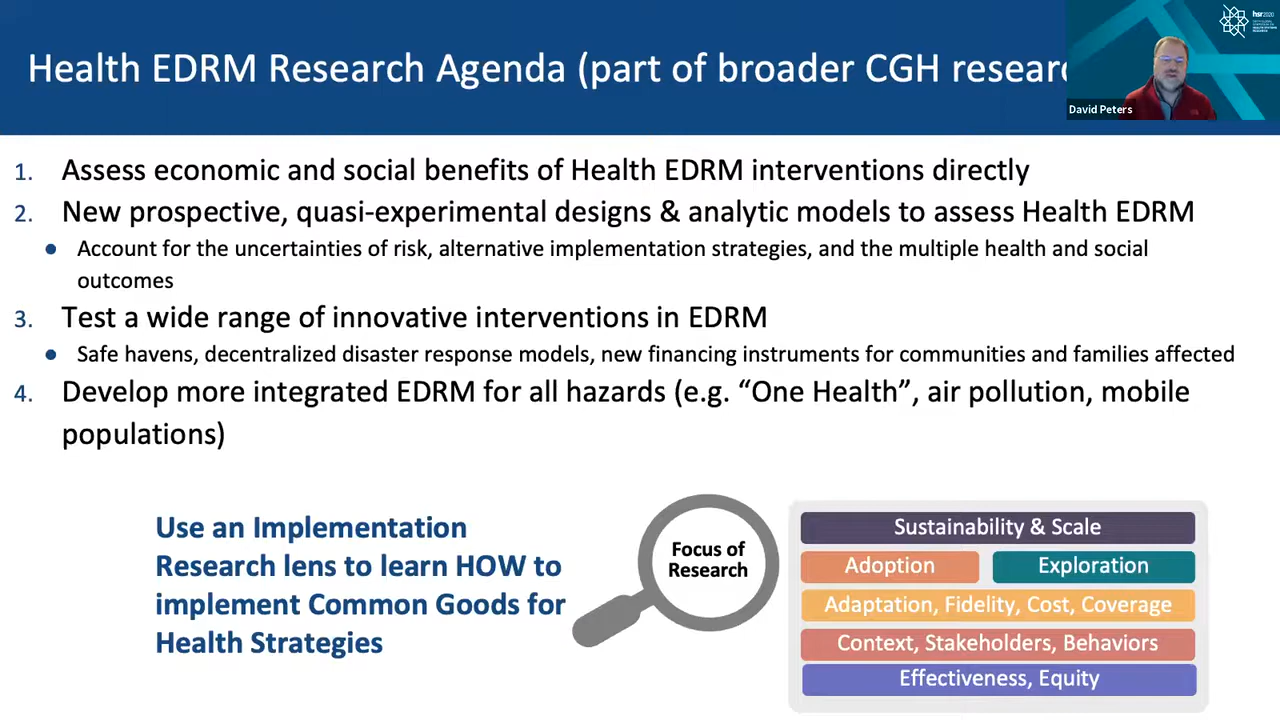 Health EDRM Research Agenda (part of broader CGH resear
hsr2020
David Peters
1. Assess economic and social benefits of Health EDRM interventions directly
2. New prospective, quasi-experimental designs & analytic models to assess Health EDRM
● Account for the uncertainties of risk, alternative implementation strategies, and the multiple health and social
outcomes
3. Test a wide range of innovative interventions in EDRM
● Safe havens, decentralized disaster response models, new financing instruments for communities and families affected
4. Develop more integrated EDRM for all hazards (e.g. “One Health”, air pollution, mobile
populations)
Use an Implementation
Research lens to learn HOW to
implement Common Goods for
Health Strategies
Focus of
Research
Sustainability & Scale
Adoption
Exploration
Adaptation, Fidelity, Cost, Coverage
Context, Stakeholders, Behaviors
Effectiveness, Equity